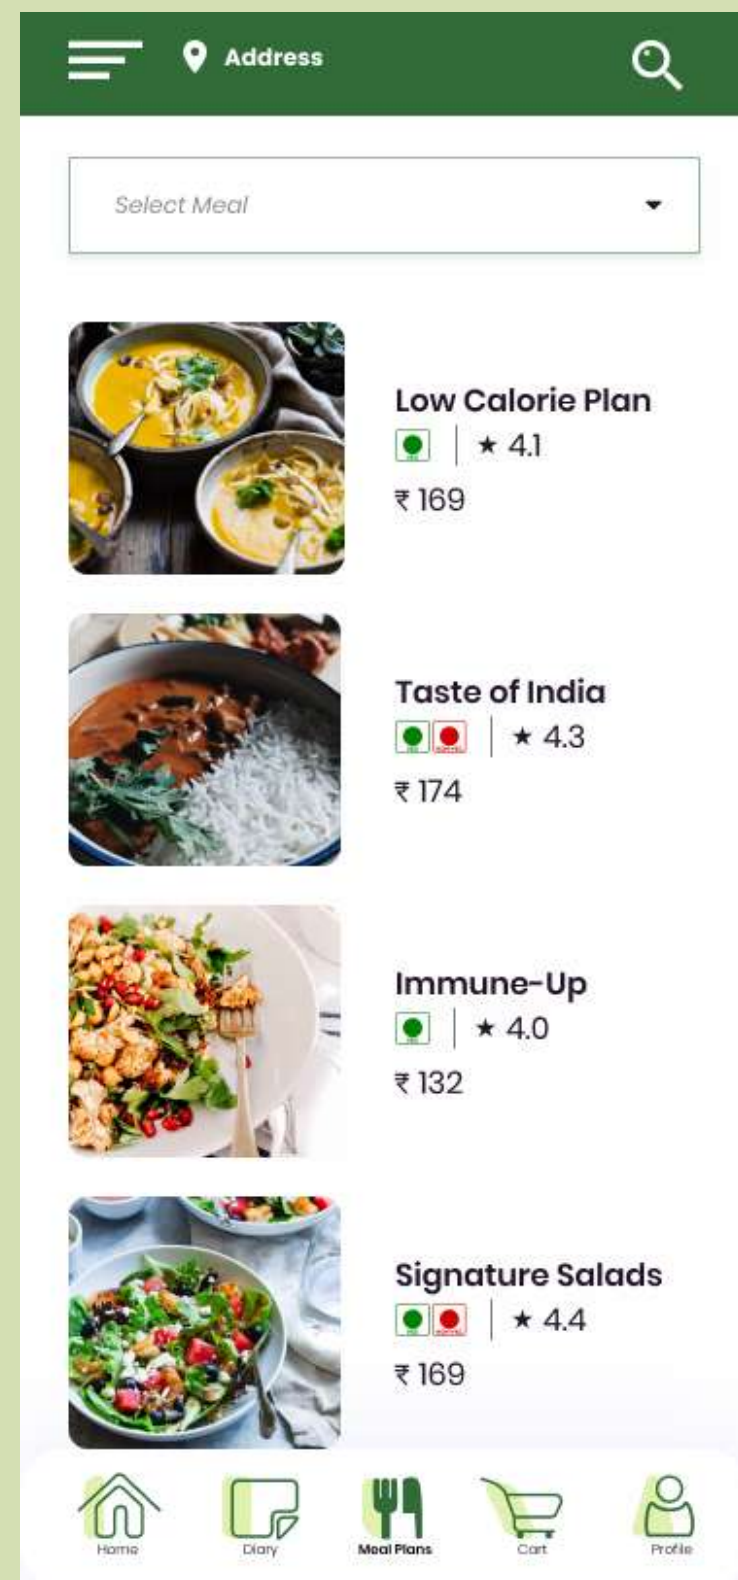 Address
Select Meal
Low Calorie Plan
★ 4.1
₹ 169
Taste of India
★ 4.3
₹ 174
Immune-Up
★ 4.0
₹ 132
Signature Salads
★ 4.4
₹ 169
Home Diary Meal Plans Cart Profile